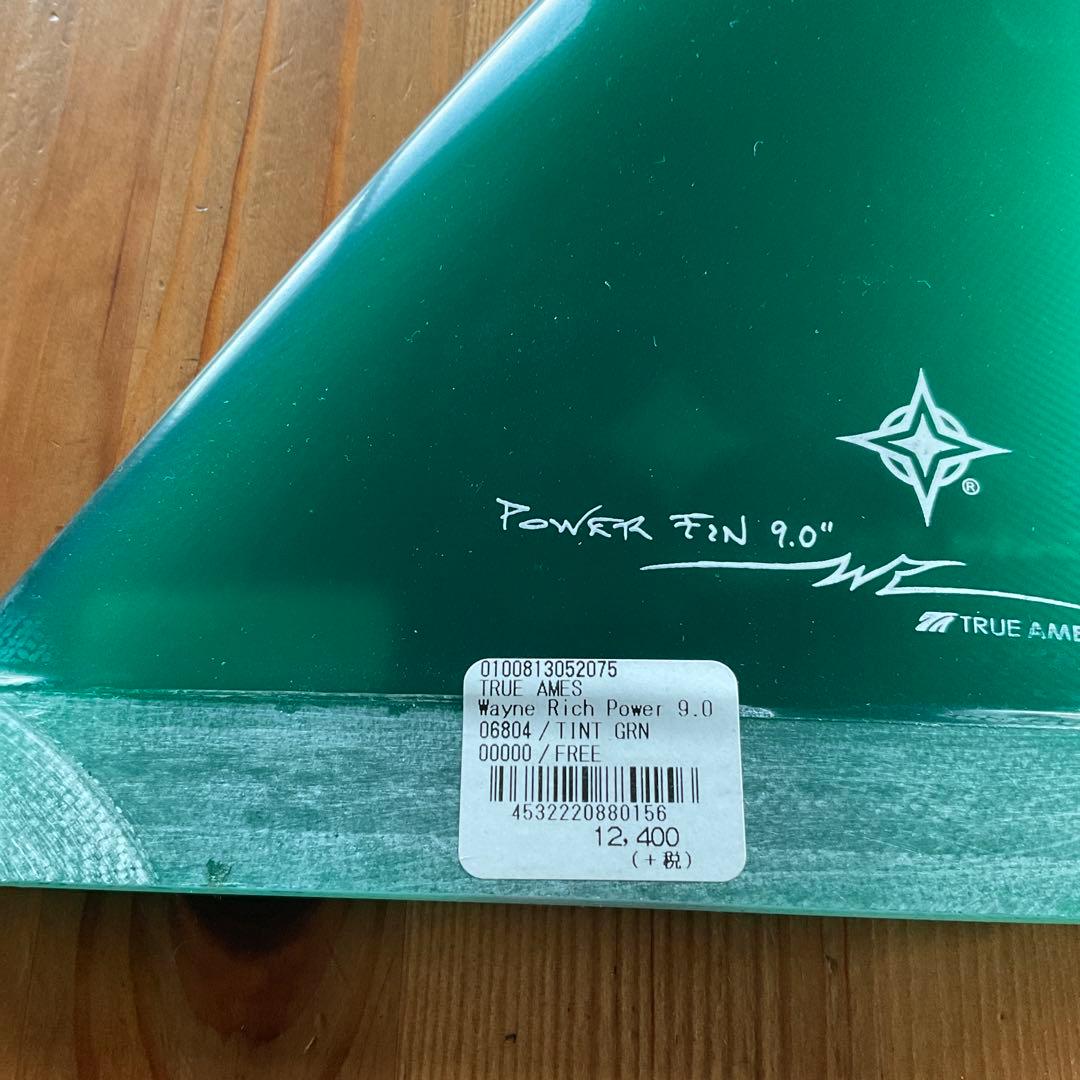 ®
POWER FIN 9.0"
WR
TRUE AMES
0100813052075
TRUE AMES
Wayne Rich Power 9.0
06804 / TINT GRN
00000 / FREE
4532220880156
12,400
(+税)